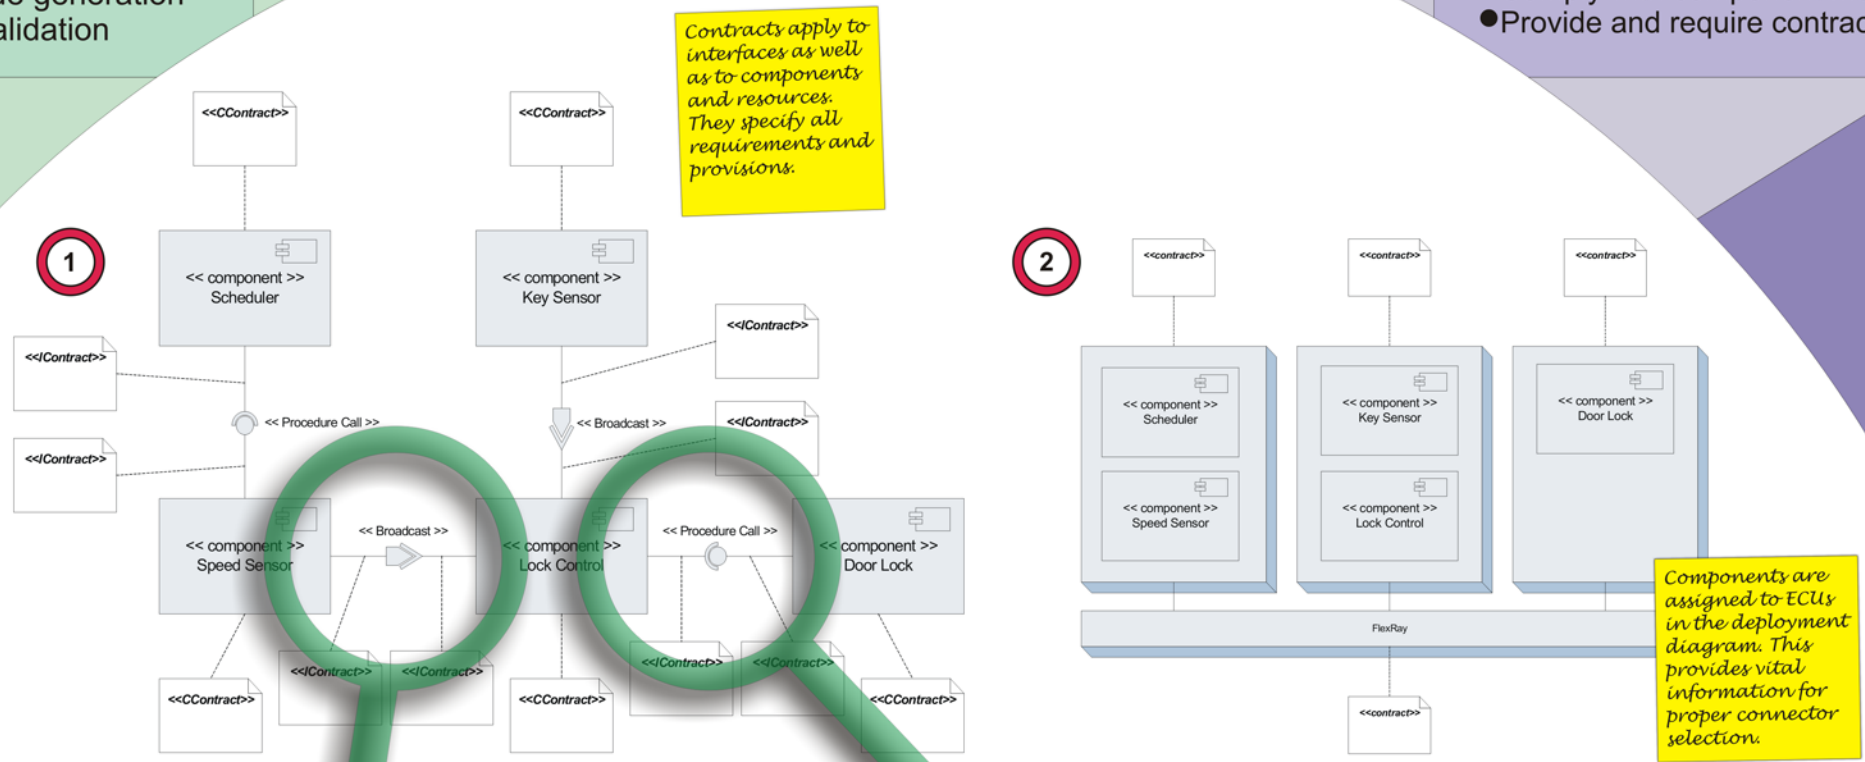 generation
alidation
●Provide and require contrac
Contracts apply to
interfaces as well
as to components
and resources.
They specify all
requirements and
provisions.
1
<<CContract>>
<<CContract>>
<< component >>
Scheduler
<< component >>
Key Sensor
<<IContract>>
<<IContract>>
<< Procedure Call >>
<< Broadcast >>
<<IContract>>
<<IContract>>
<< component >>
Speed Sensor
<< Broadcast >>
<< component >>
Lock Control
<< Procedure Call >>
<< component >>
Door Lock
<<IContract>>
<<IContract>>
<<IContract>>
<<IContract>>
<<CContract>>
<<CContract>>
<<CContract>>
2
<<contract>>
<<contract>>
<<contract>>
<< component >>
Scheduler
<< component >>
Key Sensor
<< component >>
Door Lock
<< component >>
Speed Sensor
<< component >>
Lock Control
FlexRay
<<contract>>
Components are
assigned to ECUs
in the deployment
diagram. This
provides vital
information for
proper connector
selection.